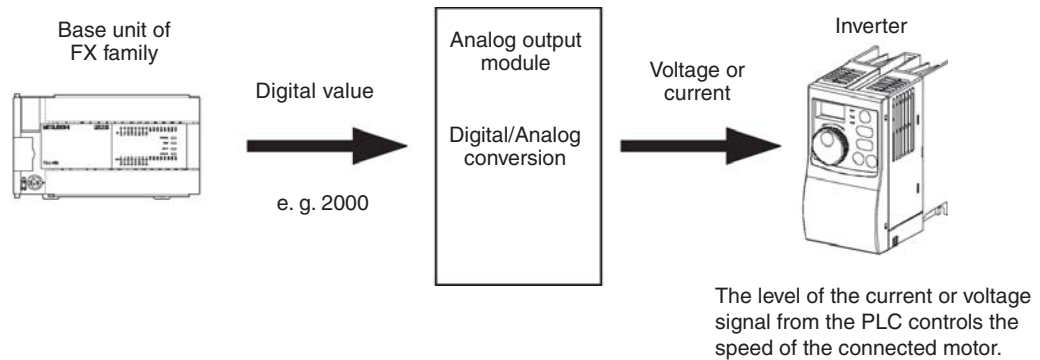 Base unit of
FX family
Digital value
e. g. 2000
Analog output
module
Digital/Analog
conversion
Voltage or
current
Inverter
The level of the current or voltage
signal from the PLC controls the
speed of the connected motor.
MITSUBISHI